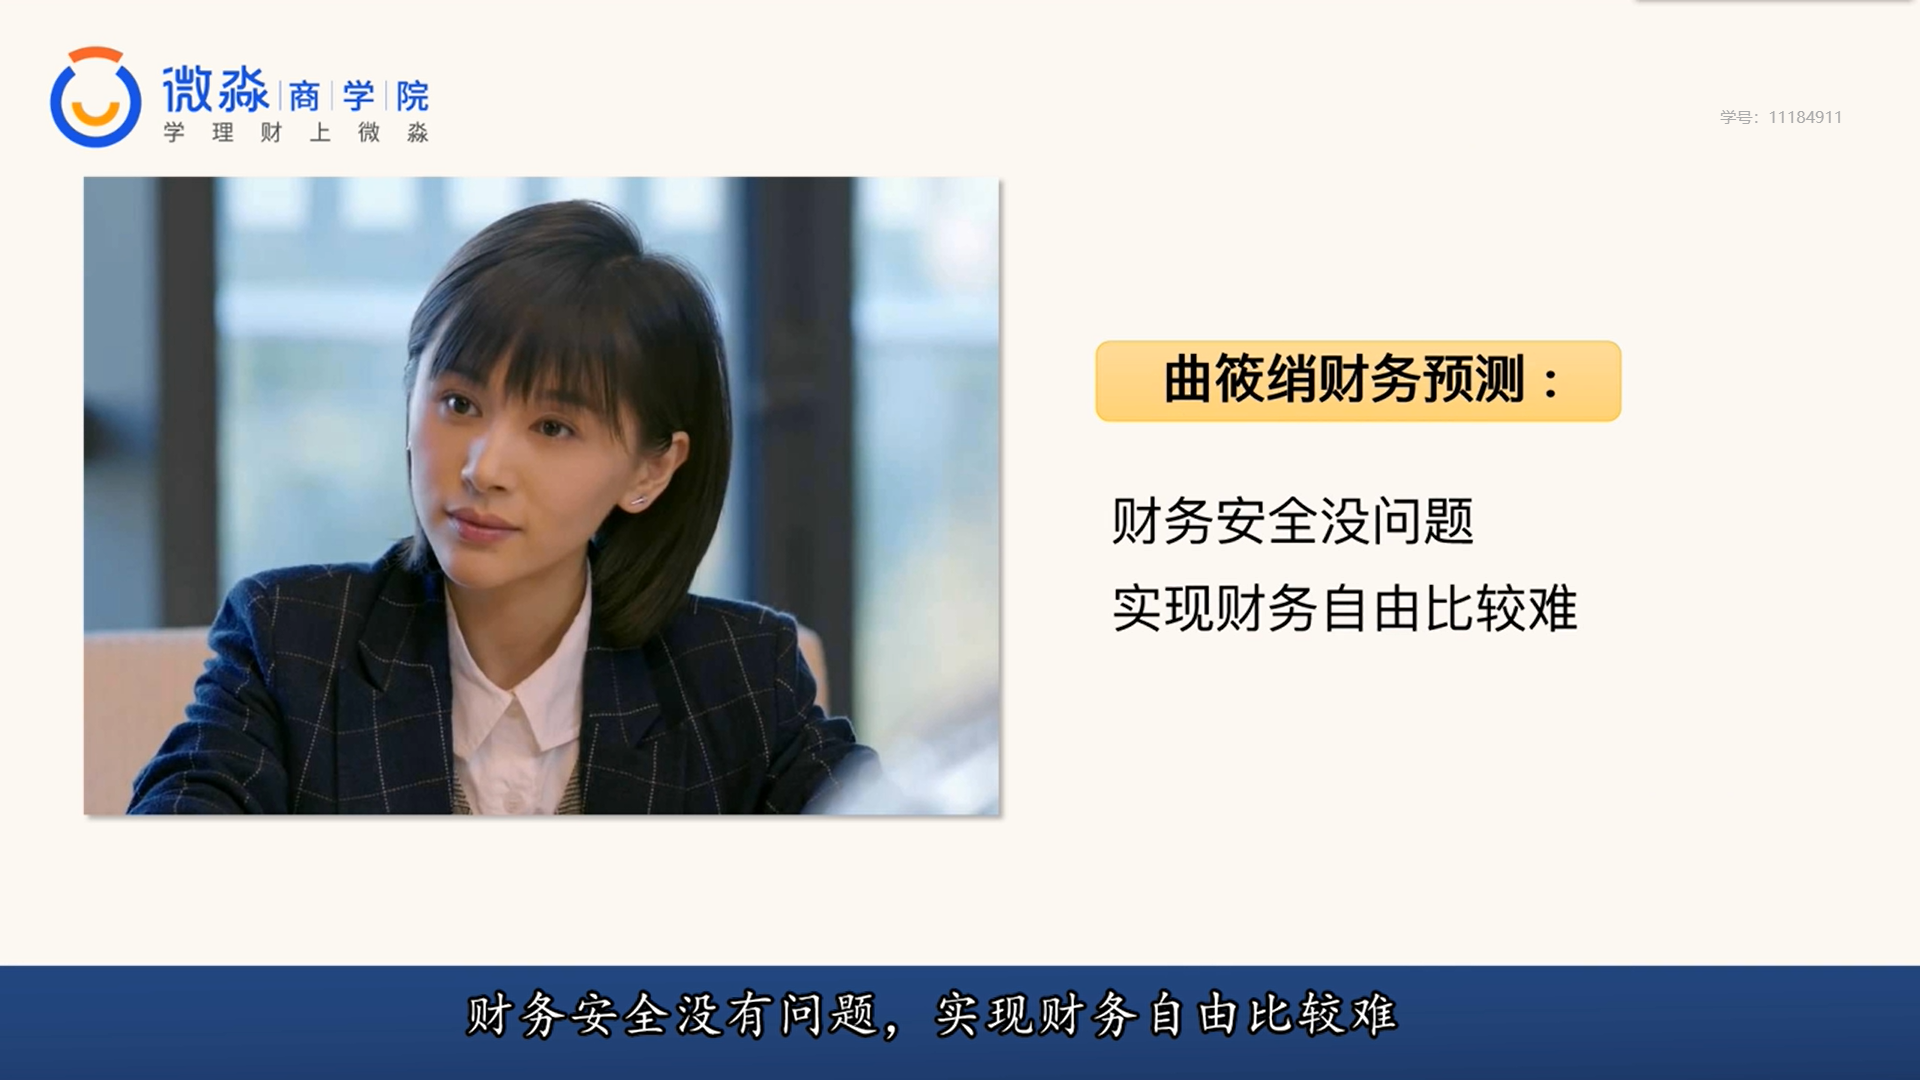 微淼商学院
学理财上微淼
学号：11184911
曲筱绡财务预测：
财务安全没问题
实现财务自由比较难
财务安全没有问题，实现财务自由比较难